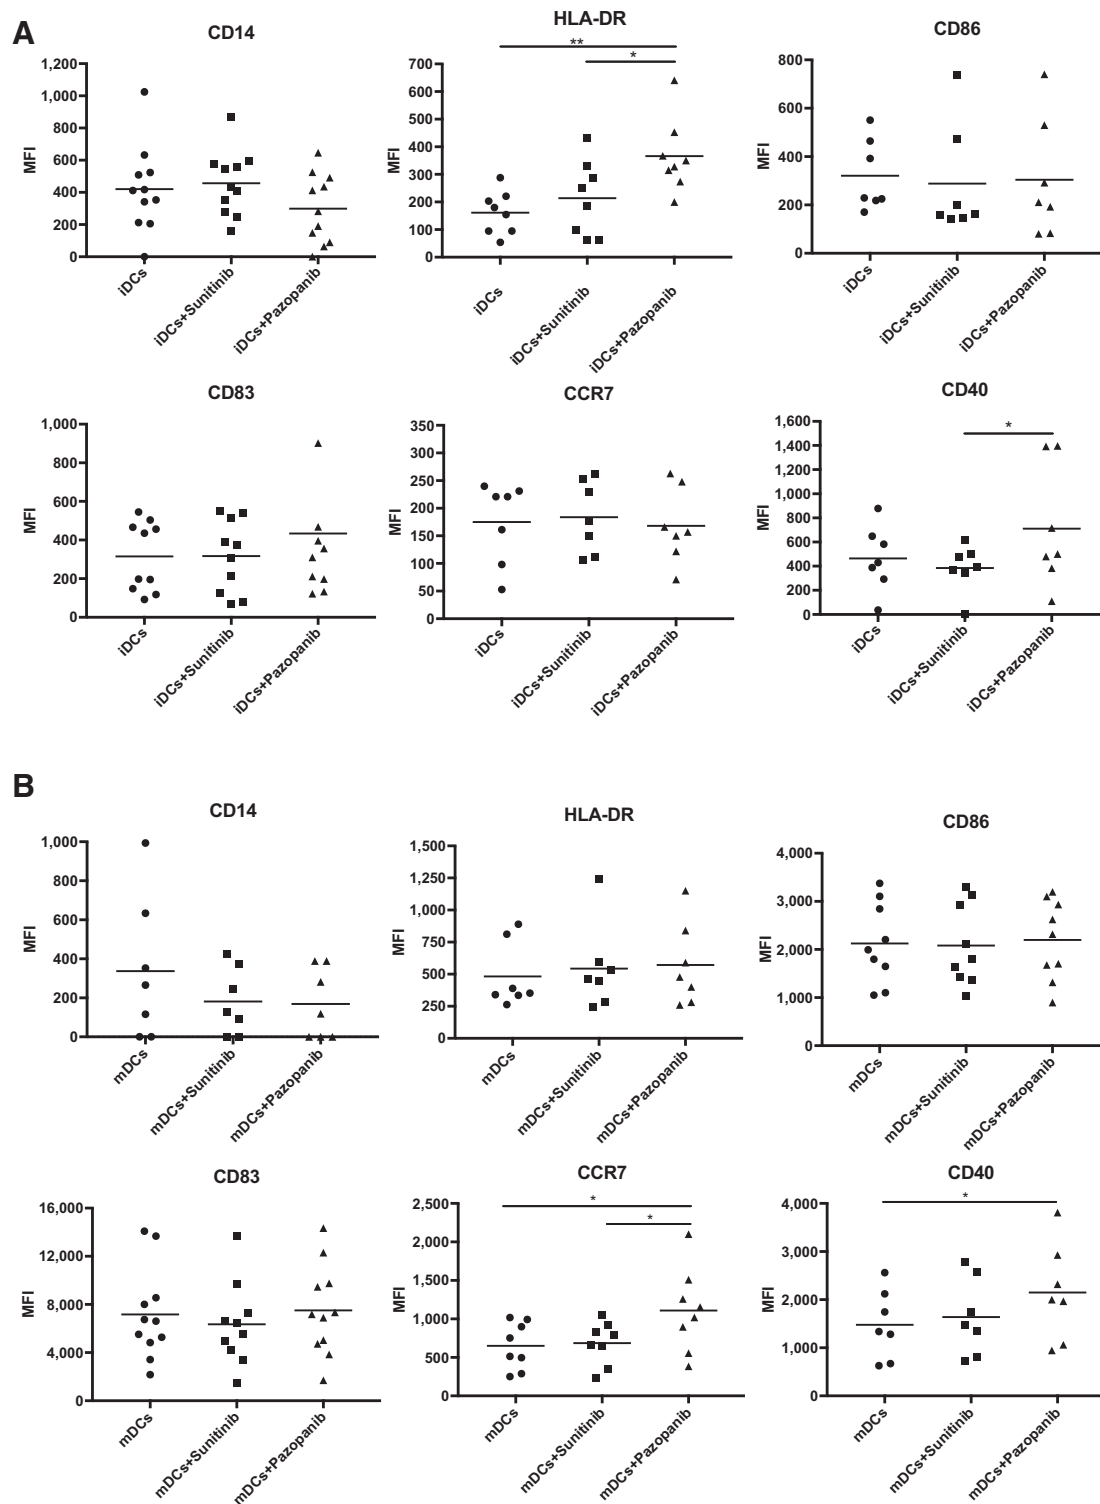 A
CD14
MFI
1,200
1,000
800
600
400
200
0
iDCs
iDCs+Sunitinib
iDCs+Pazopanib
HLA-DR
**
*
MFI
700
600
500
400
300
200
100
0
iDCs
iDCs+Sunitinib
iDCs+Pazopanib
CD86
MFI
800
600
400
200
0
iDCs
iDCs+Sunitinib
iDCs+Pazopanib
CD83
MFI
1,000
800
600
400
200
0
iDCs
iDCs+Sunitinib
iDCs+Pazopanib
CCR7
MFI
350
300
250
200
150
100
50
0
iDCs
iDCs+Sunitinib
iDCs+Pazopanib
CD40
*
MFI
1,600
1,400
1,200
1,000
800
600
400
200
0
iDCs
iDCs+Sunitinib
iDCs+Pazopanib
B
CD14
MFI
1,000
800
600
400
200
0
mDCs
mDCs+Sunitinib
mDCs+Pazopanib
HLA-DR
MFI
1,500
1,250
1,000
750
500
250
0
mDCs
mDCs+Sunitinib
mDCs+Pazopanib
CD86
MFI
4,000
3,000
2,000
1,000
0
mDCs
mDCs+Sunitinib
mDCs+Pazopanib
CD83
MFI
16,000
12,000
8,000
4,000
0
mDCs
mDCs+Sunitinib
mDCs+Pazopanib
CCR7
*
*
MFI
2,500
2,000
1,500
1,000
500
0
mDCs
mDCs+Sunitinib
mDCs+Pazopanib
CD40
*
MFI
4,000
3,000
2,000
1,000
0
mDCs
mDCs+Sunitinib
mDCs+Pazopanib